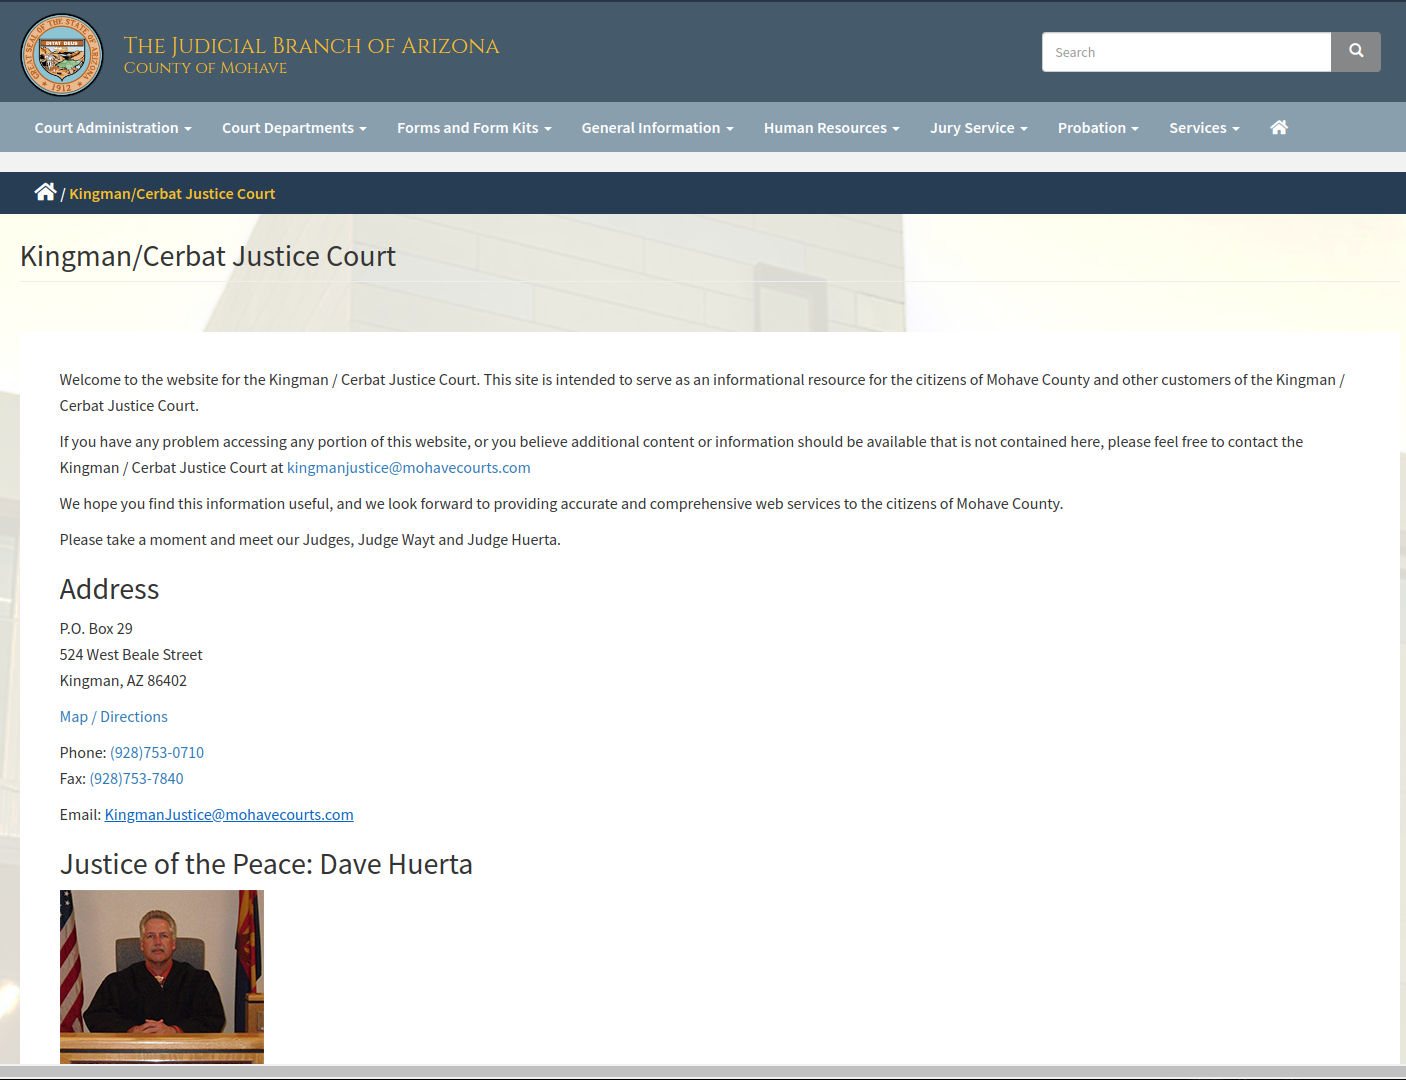 GREAT SEAL OF THE STATE OF ARIZONA
DITAT DEUS
1912
The Judicial Branch of Arizona
County of Mohave
Search
Court Administration
Court Departments
Forms and Form Kits
General Information
Human Resources
Jury Service
Probation
Services
/ Kingman/Cerbat Justice Court
Kingman/Cerbat Justice Court
Welcome to the website for the Kingman / Cerbat Justice Court. This site is intended to serve as an informational resource for the citizens of Mohave County and other customers of the Kingman /
Cerbat Justice Court.
If you have any problem accessing any portion of this website, or you believe additional content or information should be available that is not contained here, please feel free to contact the
Kingman / Cerbat Justice Court at kingmanjustice@mohavecourts.com
We hope you find this information useful, and we look forward to providing accurate and comprehensive web services to the citizens of Mohave County.
Please take a moment and meet our Judges, Judge Wayt and Judge Huerta.
Address
P.O. Box 29
524 West Beale Street
Kingman, AZ 86402
Map / Directions
Phone: (928)753-0710
Fax: (928)753-7840
Email: KingmanJustice@mohavecourts.com
Justice of the Peace: Dave Huerta